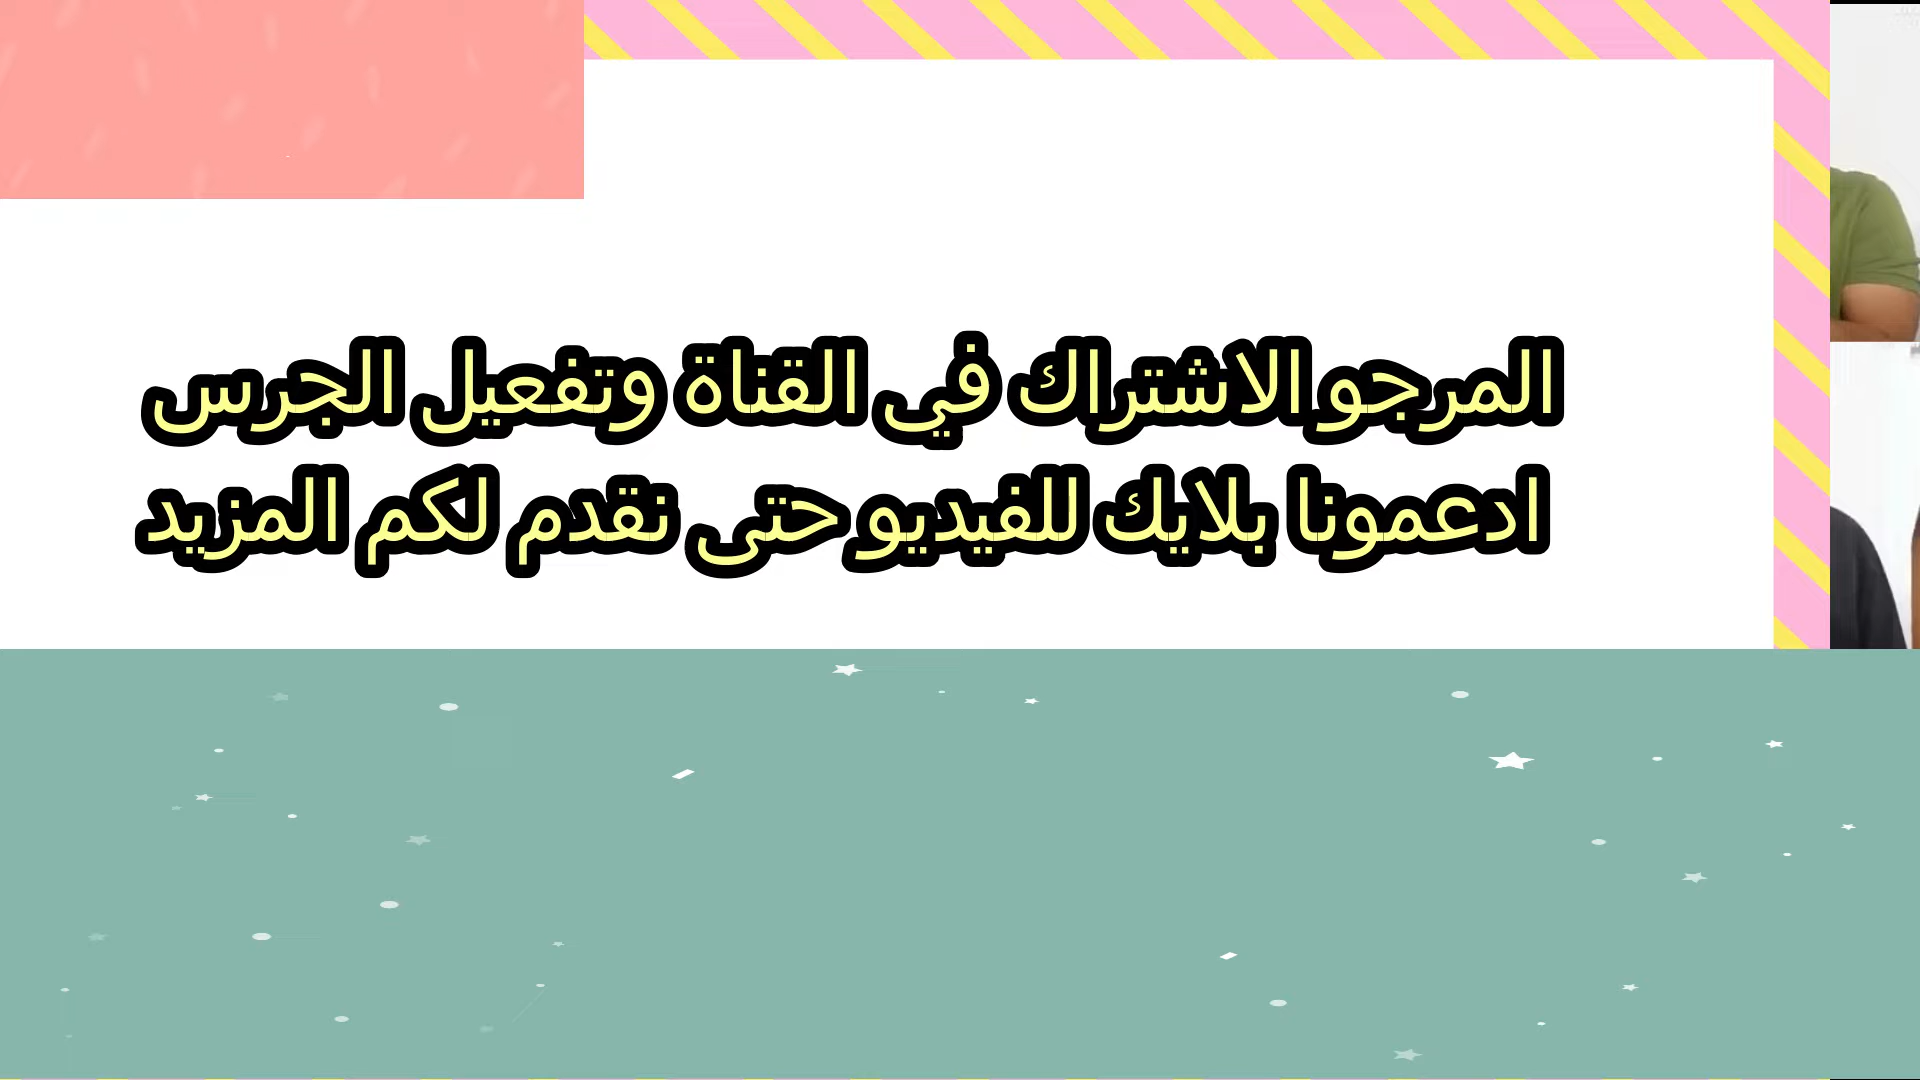 المرجو الاشتراك في القناة وتفعيل الجرس
ادعمونا بلايك للفيديو حتى نقدم لكم المزيد